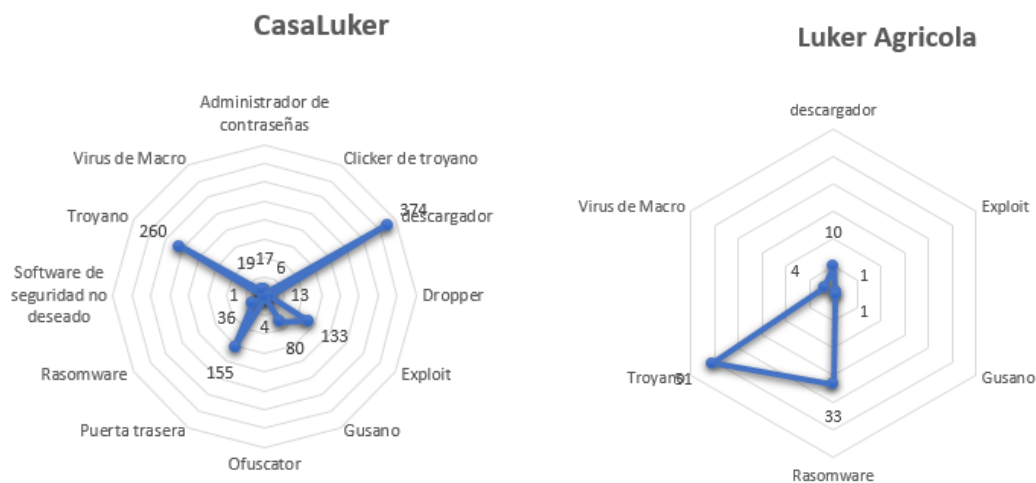 CasaLuker
Administrador de
contraseñas
Clicker de troyano
374
descargador
Dropper
Exploit
Gusano
Ofuscator
Puerta trasera
Rasomware
Software de
seguridad no
deseado
Troyano
Virus de Macro
17
6
13
133
80
4
155
36
1
260
19
Luker Agricola
descargador
Exploit
Gusano
Rasomware
Troyano
Virus de Macro
10
1
1
33
51
4